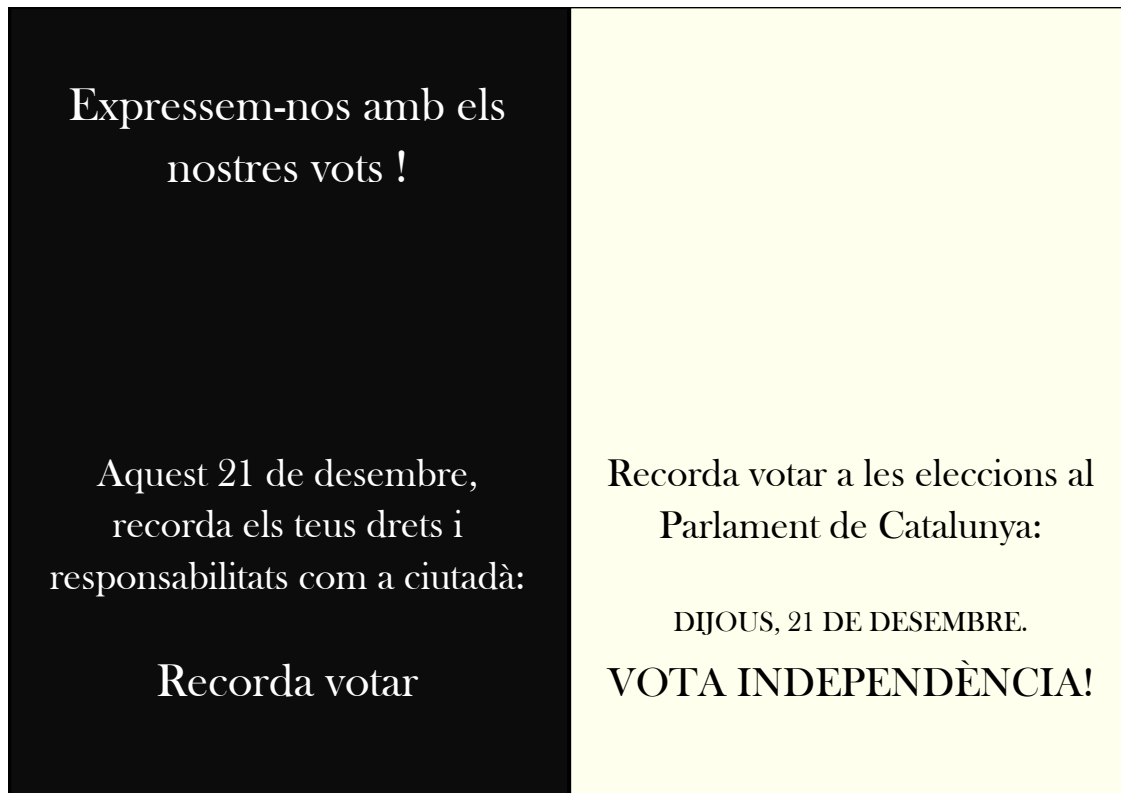 Expressem-nos amb els
nostres vots !
Aquest 21 de desembre,
recorda els teus drets i
responsabilitats com a ciutadà:
Recorda votar
Recorda votar a les eleccions al
Parlament de Catalunya:
DIJOUS, 21 DE DESEMBRE.
VOTA INDEPENDÈNCIA!